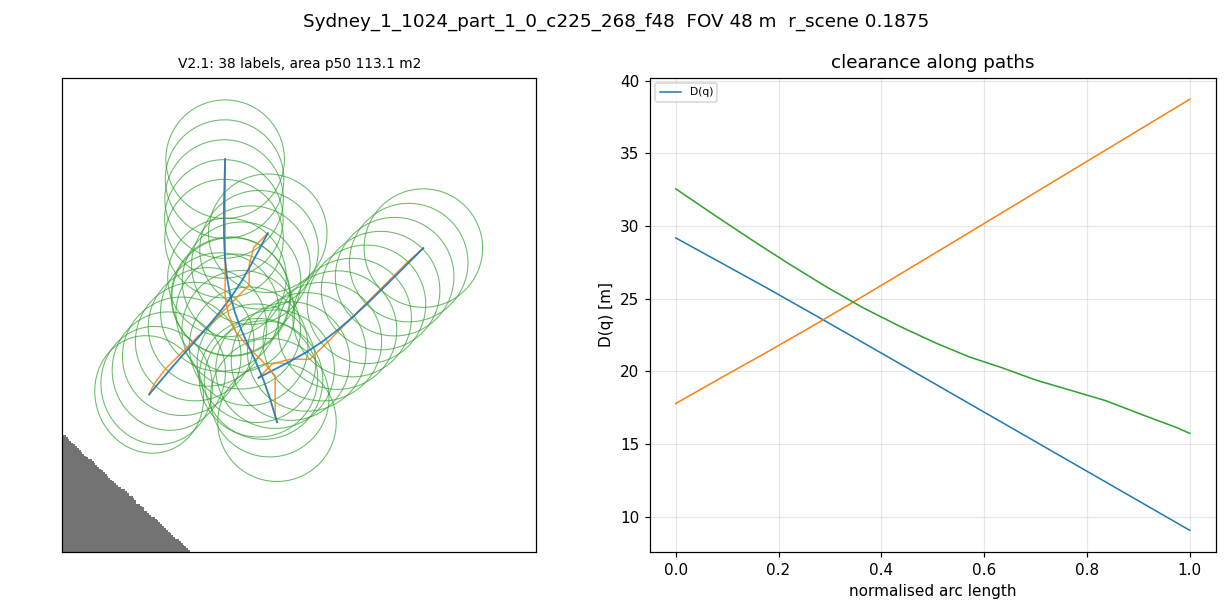 Sydney_1_1024_part_1_0_c225_268_f48  FOV 48 m  r_scene 0.1875
V2.1: 38 labels, area p50 113.1 m2
clearance along paths
D(q)
40
35
30
25
20
15
10
D(q) [m]
0.0 0.2 0.4 0.6 0.8 1.0
normalised arc length